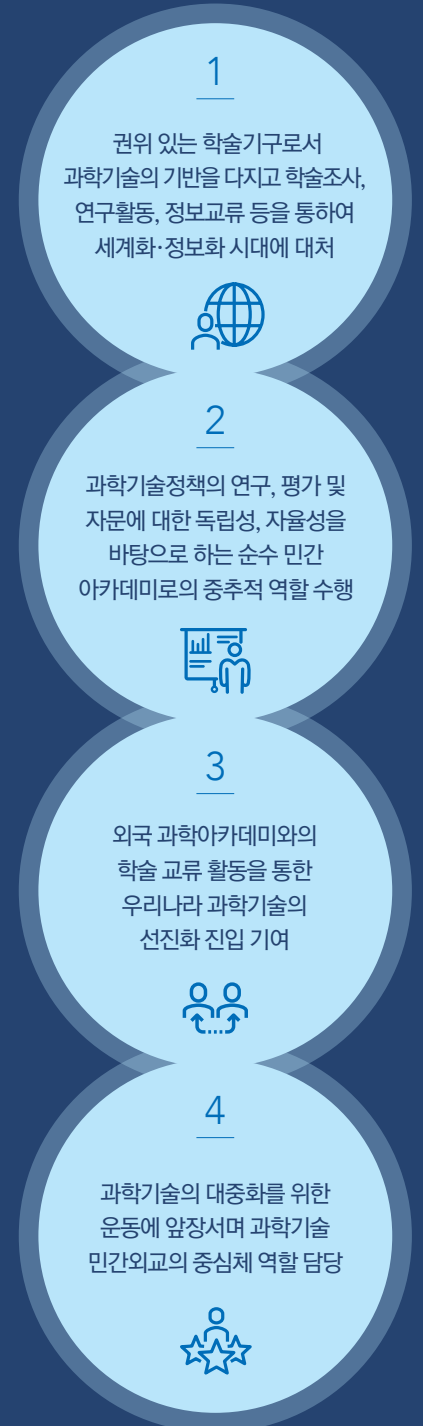 1
권위 있는 학술기구로서
과학기술의 기반을 다지고 학술조사,
연구활동, 정보교류 등을 통하여
세계화·정보화 시대에 대처
2
과학기술정책의 연구, 평가 및
자문에 대한 독립성, 자율성을
바탕으로 하는 순수 민간
아카데미로의 중추적 역할 수행
3
외국 과학아카데미와의
학술 교류 활동을 통한
우리나라 과학기술의
선진화 진입 기여
4
과학기술의 대중화를 위한
운동에 앞장서며 과학기술
민간외교의 중심체 역할 담당